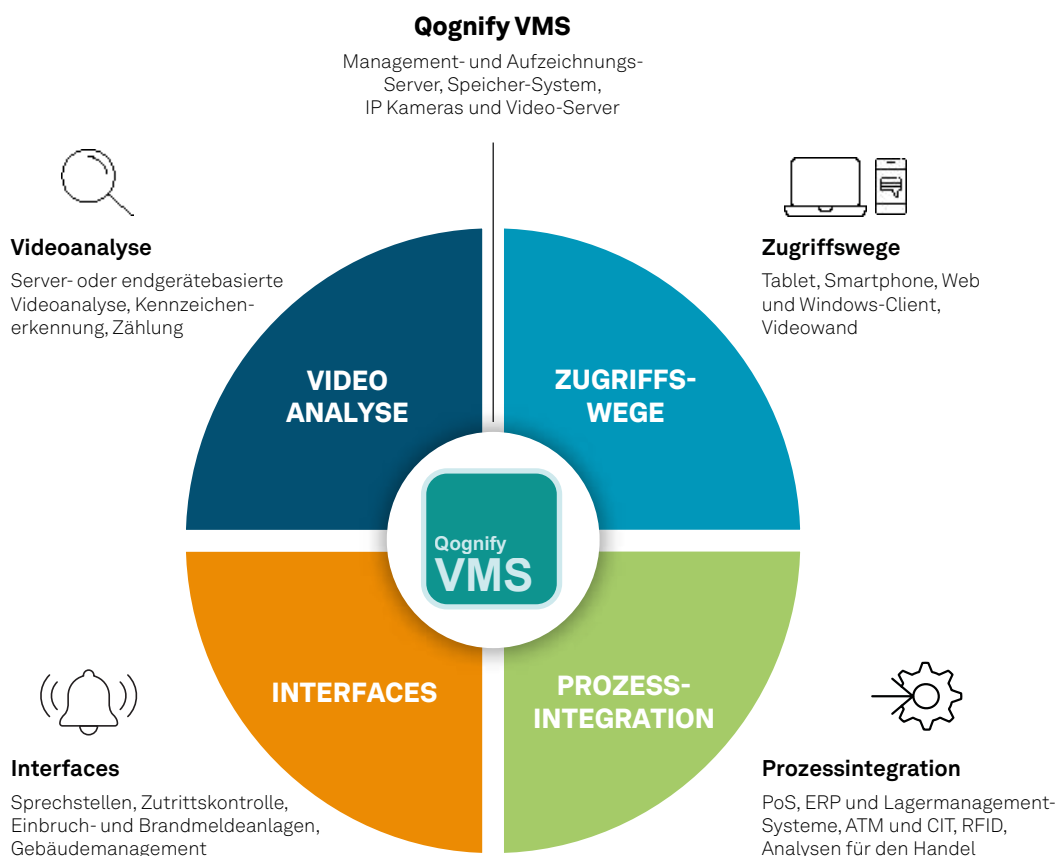 Qognify VMS
Management- und Aufzeichnungs-
Server, Speicher-System,
IP Kameras und Video-Server
Videoanalyse
Server- oder endgerätebasierte
Videoanalyse, Kennzeichen-
erkennung, Zählung
Zugriffswege
Tablet, Smartphone, Web
und Windows-Client,
Videowand
VIDEO
ANALYSE
ZUGRIFFS-
WEGE
Qognify
VMS
INTERFACES
PROZESS-
INTEGRATION
Interfaces
Sprechstellen, Zutrittskontrolle,
Einbruch- und Brandmeldeanlagen,
Gebäudemanagement
Prozessintegration
PoS, ERP und Lagermanagement-
Systeme, ATM und CIT, RFID,
Analysen für den Handel